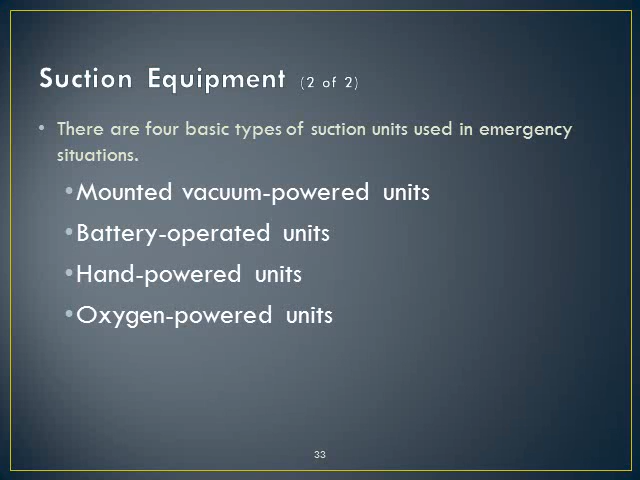 Suction Equipment (2 of 2)
• There are four basic types of suction units used in emergency
situations.
•Mounted vacuum-powered units
•Battery-operated units
•Hand-powered units
•Oxygen-powered units
33